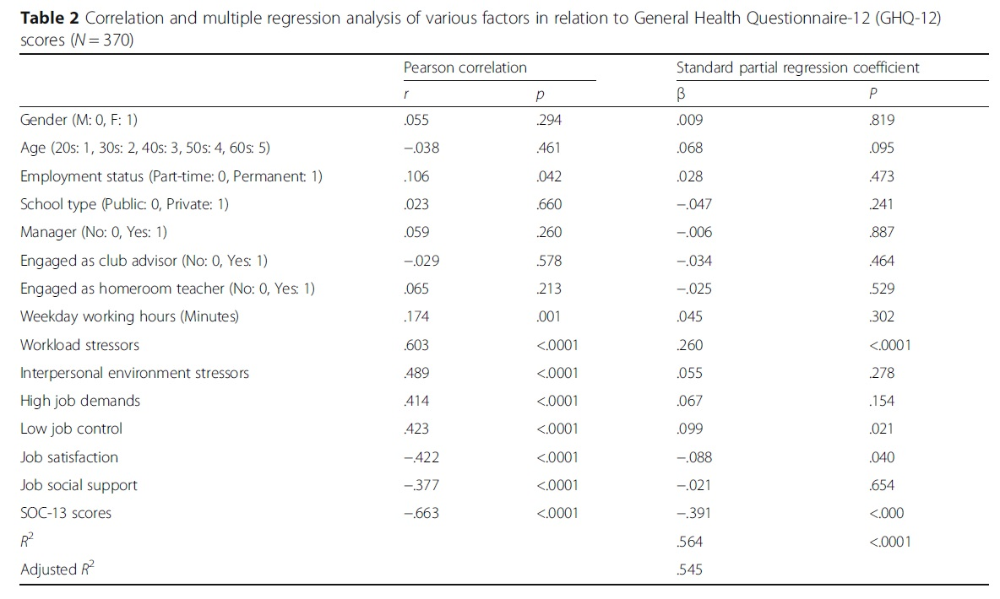 Table 2 Correlation and multiple regression analysis of various factors in relation to General Health Questionnaire-12 (GHQ-12)
scores (N = 370)
Pearson correlation Standard partial regression coefficient
r p β P
Gender (M: 0, F: 1) .055 .294 .009 .819
Age (20s: 1, 30s: 2, 40s: 3, 50s: 4, 60s: 5) −.038 .461 .068 .095
Employment status (Part-time: 0, Permanent: 1) .106 .042 .028 .473
School type (Public: 0, Private: 1) .023 .660 −.047 .241
Manager (No: 0, Yes: 1) .059 .260 −.006 .887
Engaged as club advisor (No: 0, Yes: 1) −.029 .578 −.034 .464
Engaged as homeroom teacher (No: 0, Yes: 1) .065 .213 −.025 .529
Weekday working hours (Minutes) .174 .001 .045 .302
Workload stressors .603 <.0001 .260 <.0001
Interpersonal environment stressors .489 <.0001 .055 .278
High job demands .414 <.0001 .067 .154
Low job control .423 <.0001 .099 .021
Job satisfaction −.422 <.0001 −.088 .040
Job social support −.377 <.0001 −.021 .654
SOC-13 scores −.663 <.0001 −.391 <.000
R² .564 <.0001
Adjusted R² .545